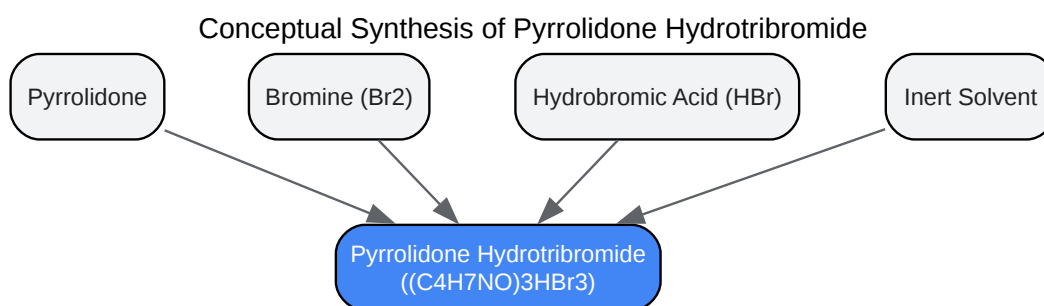 Conceptual Synthesis of Pyrrolidone Hydrotribromide
Pyrrolidone
Bromine (Br2)
Hydrobromic Acid (HBr)
Inert Solvent
Pyrrolidone Hydrotribromide
((C4H7NO)3HBr3)